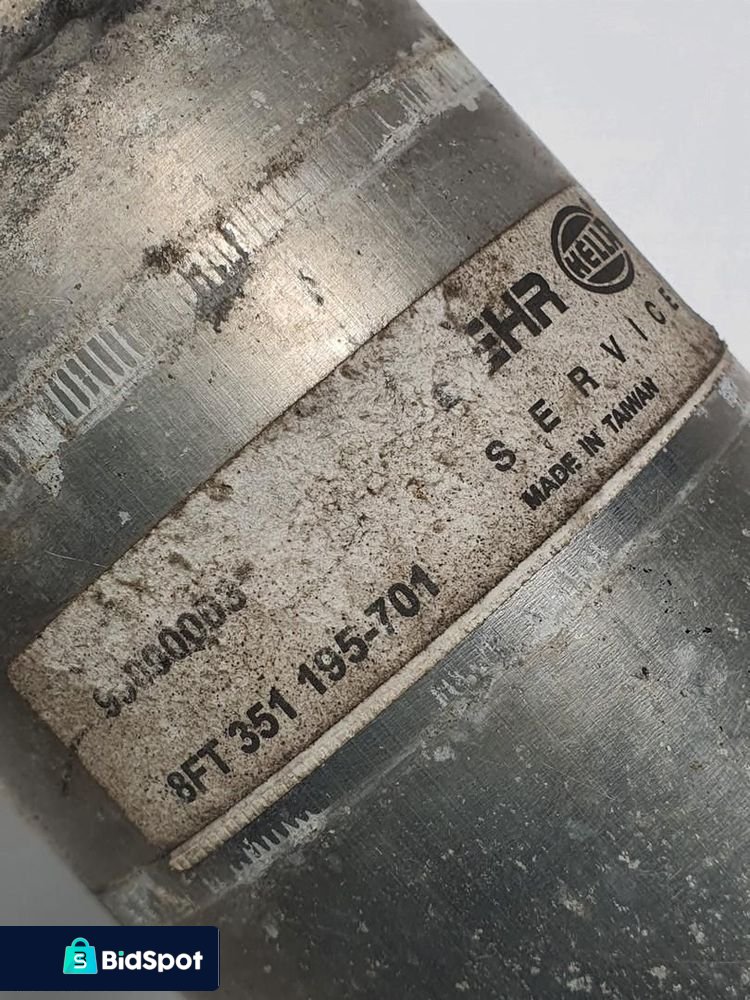 HELLA
SERVICE
MADE IN TAIWAN
8FT 351 195-701
BidSpot